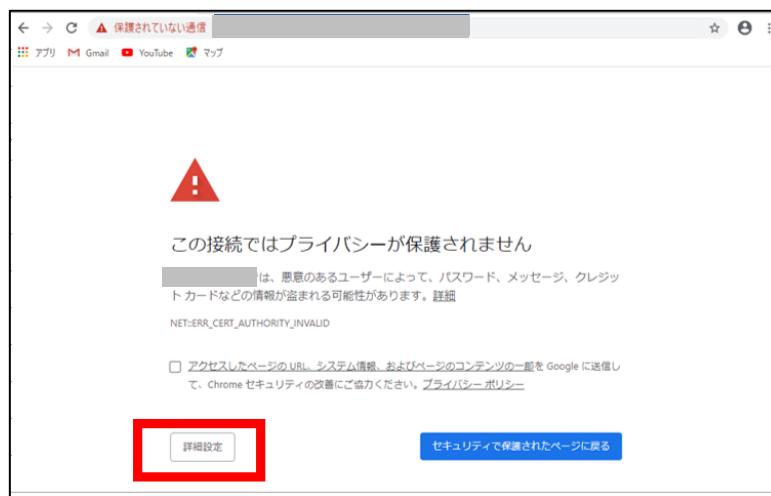 保護されていない通信
アプリ Gmail YouTube マップ
この接続ではプライバシーが保護されません
は、悪意のあるユーザーによって、パスワード、メッセージ、クレジッ
ト カードなどの情報が盗まれる可能性があります。詳細
NET::ERR_CERT_AUTHORITY_INVALID
アクセスしたページの URL、システム情報、およびページのコンテンツの一部を Google に送信し
て、Chrome セキュリティの改善にご協力ください。プライバシー ポリシー
詳細設定 セキュリティで保護されたページに戻る